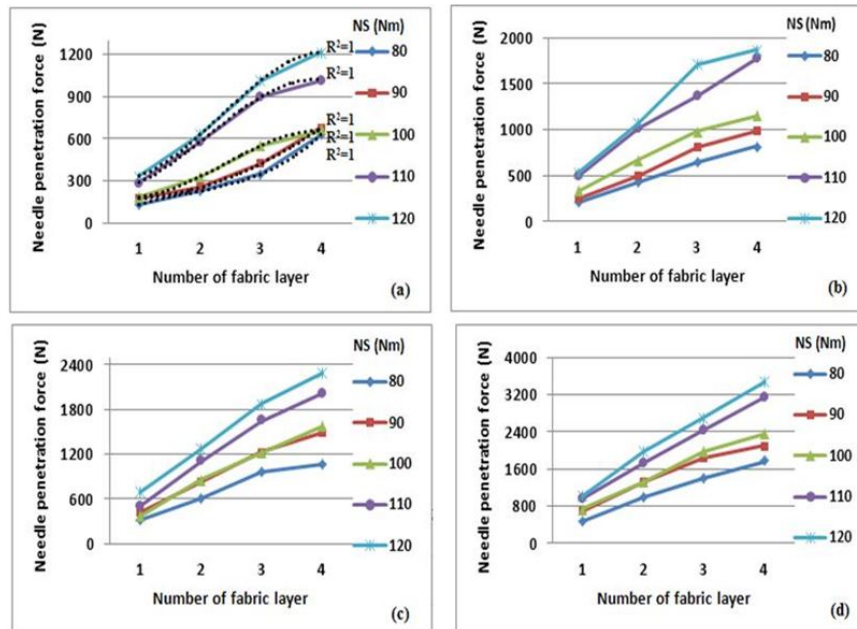 NS (Nm)
Needle penetration force (N)
1200
900
600
300
0
R²=1
R²=1
R²=1
R²=1
R²=1
80
90
100
110
120
1 2 3 4
Number of fabric layer
(a)
NS (Nm)
Needle penetration force (N)
2000
1500
1000
500
0
80
90
100
110
120
1 2 3 4
Number of fabric layer
(b)
NS (Nm)
Needle penetration force (N)
2400
1800
1200
600
0
80
90
100
110
120
1 2 3 4
Number of fabric layer
(c)
NS (Nm)
Needle penetration force (N)
4000
3200
2400
1600
800
0
80
90
100
110
120
1 2 3 4
Number of fabric layer
(d)